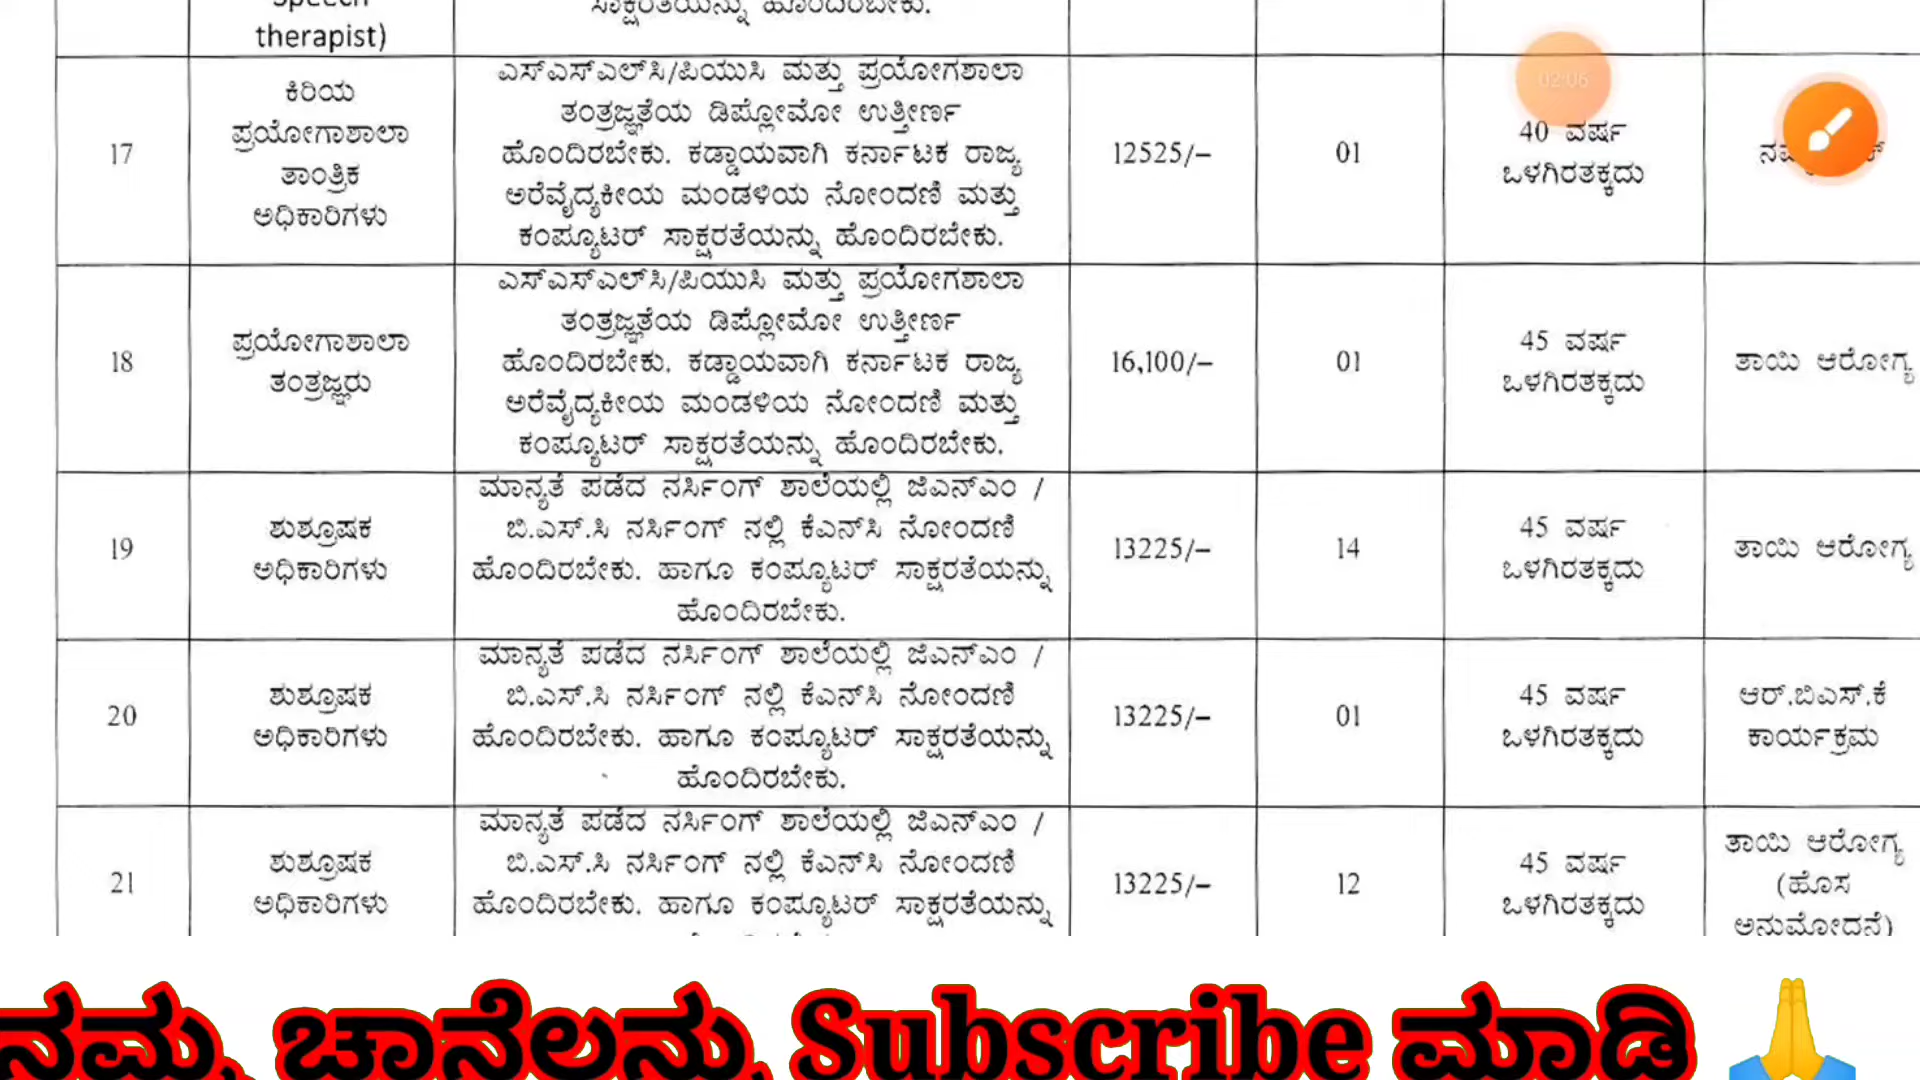 speech
therapist)
ಸಾಕ್ಷರತೆಯನ್ನು ಹೊಂದಿರಬೇಕು.
17
ಕಿರಿಯ
ಪ್ರಯೋಗಾಶಾಲಾ
ತಾಂತ್ರಿಕ
ಅಧಿಕಾರಿಗಳು
ಎಸ್ಎಸ್ಎಲ್ಸಿ/ಪಿಯುಸಿ ಮತ್ತು ಪ್ರಯೋಗಶಾಲಾ
ತಂತ್ರಜ್ಞತೆಯ ಡಿಪ್ಲೋಮೋ ಉತ್ತೀರ್ಣ
ಹೊಂದಿರಬೇಕು. ಕಡ್ಡಾಯವಾಗಿ ಕರ್ನಾಟಕ ರಾಜ್ಯ
ಅರೆವೈದ್ಯಕೀಯ ಮಂಡಳಿಯ ನೋಂದಣಿ ಮತ್ತು
ಕಂಪ್ಯೂಟರ್ ಸಾಕ್ಷರತೆಯನ್ನು ಹೊಂದಿರಬೇಕು.
12525/-
01
02:06
40 ವರ್ಷ
ಒಳಗಿರತಕ್ಕದು
18
ಪ್ರಯೋಗಾಶಾಲಾ
ತಂತ್ರಜ್ಞರು
ಎಸ್ಎಸ್ಎಲ್ಸಿ/ಪಿಯುಸಿ ಮತ್ತು ಪ್ರಯೋಗಶಾಲಾ
ತಂತ್ರಜ್ಞತೆಯ ಡಿಪ್ಲೋಮೋ ಉತ್ತೀರ್ಣ
ಹೊಂದಿರಬೇಕು. ಕಡ್ಡಾಯವಾಗಿ ಕರ್ನಾಟಕ ರಾಜ್ಯ
ಅರೆವೈದ್ಯಕೀಯ ಮಂಡಳಿಯ ನೋಂದಣಿ ಮತ್ತು
ಕಂಪ್ಯೂಟರ್ ಸಾಕ್ಷರತೆಯನ್ನು ಹೊಂದಿರಬೇಕು.
16,100/-
01
45 ವರ್ಷ
ಒಳಗಿರತಕ್ಕದು
ತಾಯಿ ಆರೋಗ್ಯ
19
ಶುಶ್ರೂಷಕ
ಅಧಿಕಾರಿಗಳು
ಮಾನ್ಯತೆ ಪಡೆದ ನರ್ಸಿಂಗ್ ಶಾಲೆಯಲ್ಲಿ ಜಿಎನ್ಎಂ /
ಬಿ.ಎಸ್.ಸಿ ನರ್ಸಿಂಗ್ ನಲ್ಲಿ ಕೆಎನ್ಸಿ ನೋಂದಣಿ
ಹೊಂದಿರಬೇಕು. ಹಾಗೂ ಕಂಪ್ಯೂಟರ್ ಸಾಕ್ಷರತೆಯನ್ನು
ಹೊಂದಿರಬೇಕು.
13225/-
14
45 ವರ್ಷ
ಒಳಗಿರತಕ್ಕದು
ತಾಯಿ ಆರೋಗ್ಯ
20
ಶುಶ್ರೂಷಕ
ಅಧಿಕಾರಿಗಳು
ಮಾನ್ಯತೆ ಪಡೆದ ನರ್ಸಿಂಗ್ ಶಾಲೆಯಲ್ಲಿ ಜಿಎನ್ಎಂ /
ಬಿ.ಎಸ್.ಸಿ ನರ್ಸಿಂಗ್ ನಲ್ಲಿ ಕೆಎನ್ಸಿ ನೋಂದಣಿ
ಹೊಂದಿರಬೇಕು. ಹಾಗೂ ಕಂಪ್ಯೂಟರ್ ಸಾಕ್ಷರತೆಯನ್ನು
ಹೊಂದಿರಬೇಕು.
13225/-
01
45 ವರ್ಷ
ಒಳಗಿರತಕ್ಕದು
ಆರ್.ಬಿಎಸ್.ಕೆ
ಕಾರ್ಯಕ್ರಮ
21
ಶುಶ್ರೂಷಕ
ಅಧಿಕಾರಿಗಳು
ಮಾನ್ಯತೆ ಪಡೆದ ನರ್ಸಿಂಗ್ ಶಾಲೆಯಲ್ಲಿ ಜಿಎನ್ಎಂ /
ಬಿ.ಎಸ್.ಸಿ ನರ್ಸಿಂಗ್ ನಲ್ಲಿ ಕೆಎನ್ಸಿ ನೋಂದಣಿ
ಹೊಂದಿರಬೇಕು. ಹಾಗೂ ಕಂಪ್ಯೂಟರ್ ಸಾಕ್ಷರತೆಯನ್ನು
13225/-
12
45 ವರ್ಷ
ಒಳಗಿರತಕ್ಕದು
ತಾಯಿ ಆರೋಗ್ಯ
(ಹೊಸ
ಅನುಮೋದನೆ)
ನಮ್ಮ ಚಾನೆಲನ್ನು Subscribe ಮಾಡಿ